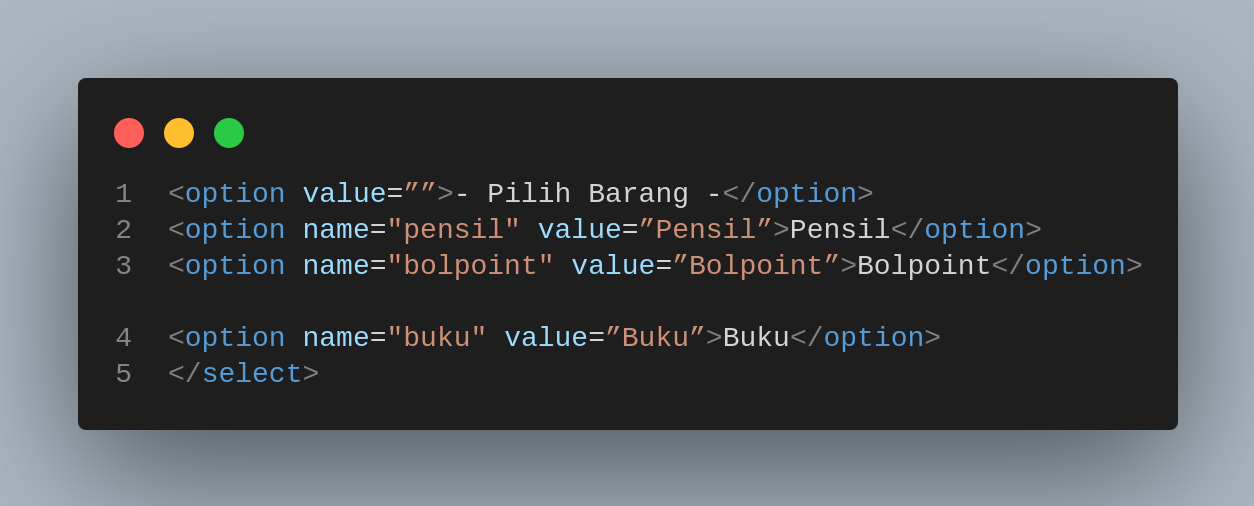 1 <option value=””>- Pilih Barang -</option>
2 <option name="pensil" value=”Pensil”>Pensil</option>
3 <option name="bolpoint" value=”Bolpoint”>Bolpoint</option>
4 <option name="buku" value=”Buku”>Buku</option>
5 </select>